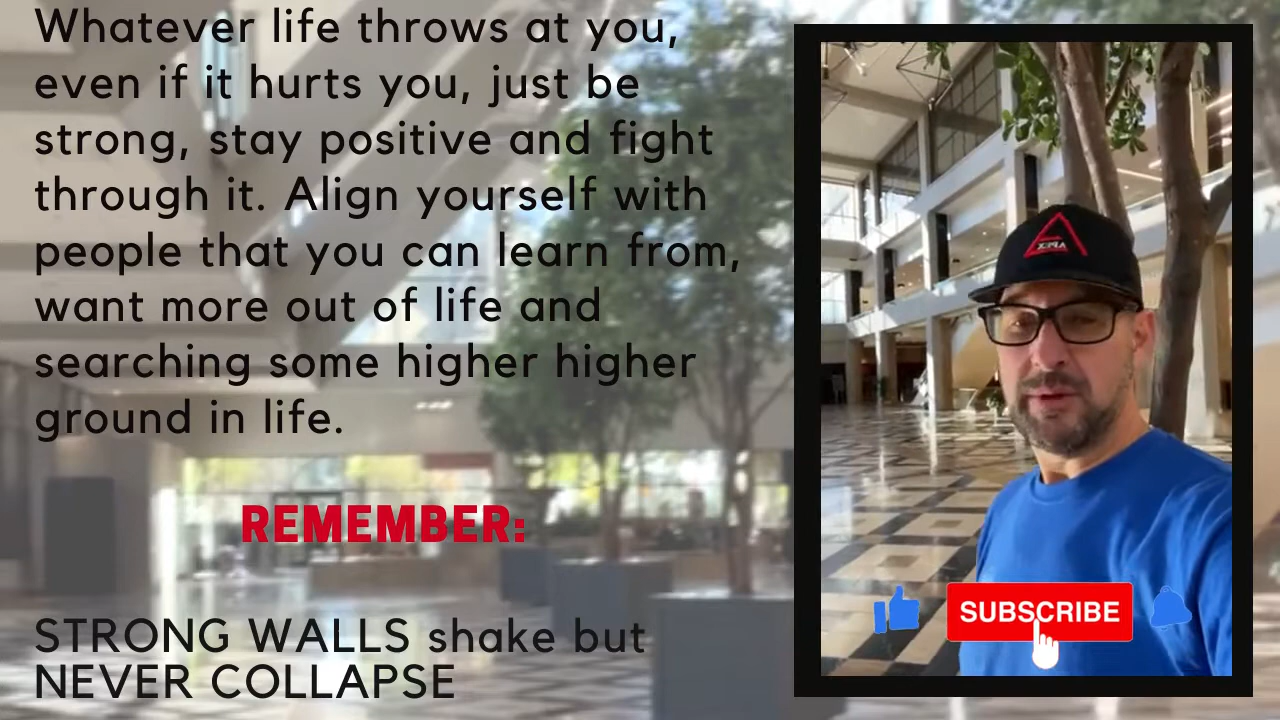 Whatever life throws at you,
even if it hurts you, just be
strong, stay positive and fight
through it. Align yourself with
people that you can learn from,
want more out of life and
searching some higher higher
ground in life.
REMEMBER:
STRONG WALLS shake but
NEVER COLLAPSE
APEX
SUBSCRIBE